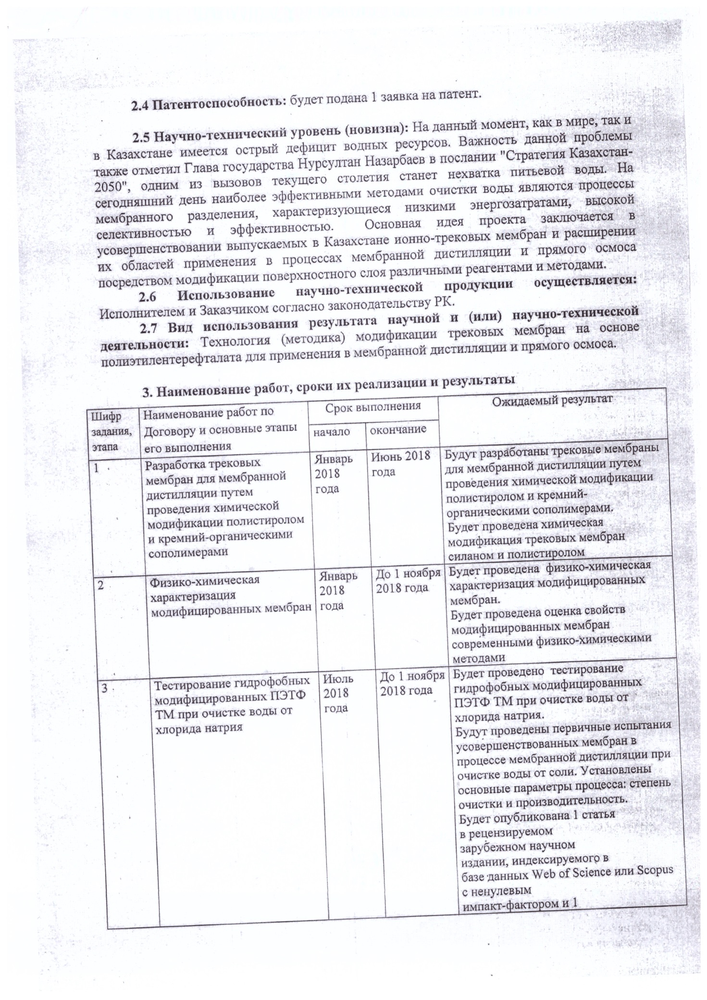 2.4 Патентоспособность: будет подана 1 заявка на патент.
2.5 Научно-технический уровень (новизна): На данный момент, как в мире, так и
в Казахстане имеется острый дефицит водных ресурсов. Важность данной проблемы
также отметил Глава государства Нурсултан Назарбаев в послании "Стратегия Казахстан-
2050", одним из вызовов текущего столетия станет нехватка питьевой воды. На
сегодняшний день наиболее эффективными методами очистки воды являются процессы
мембранного разделения, характеризующиеся низкими энергозатратами, высокой
селективностью и эффективностью. Основная идея проекта заключается в
усовершенствовании выпускаемых в Казахстане ионно-трековых мембран и расширении
их областей применения в процессах мембранной дистилляции и прямого осмоса
посредством модификации поверхностного слоя различными реагентами и методами.
2.6 Использование научно-технической продукции осуществляется:
Исполнителем и Заказчиком согласно законодательству РК.
2.7 Вид использования результата научной и (или) научно-технической
деятельности: Технология (методика) модификации трековых мембран на основе
полиэтилентерефталата для применения в мембранной дистилляции и прямого осмоса.
3. Наименование работ, сроки их реализации и результаты
Шифр
задания,
этапа
Наименование работ по
Договору и основные этапы
его выполнения
Срок выполнения
начало
окончание
Ожидаемый результат
1
Разработка трековых
мембран для мембранной
дистилляции путем
проведения химической
модификации полистиролом
и кремний-органическими
сополимерами
Январь
2018
года
Июнь 2018
года
Будут разработаны трековые мембраны
для мембранной дистилляции путем
проведения химической модификации
полистиролом и кремний-
органическими сополимерами.
Будет проведена химическая
модификация трековых мембран
силаном и полистиролом
2
Физико-химическая
характеризация
модифицированных мембран
Январь
2018
года
До 1 ноября
2018 года
Будет проведена физико-химическая
характеризация модифицированных
мембран.
Будет проведена оценка свойств
модифицированных мембран
современными физико-химическими
методами
3
Тестирование гидрофобных
модифицированных ПЭТФ
ТМ при очистке воды от
хлорида натрия
Июль
2018
года
До 1 ноября
2018 года
Будет проведено тестирование
гидрофобных модифицированных
ПЭТФ ТМ при очистке воды от
хлорида натрия.
Будут проведены первичные испытания
усовершенствованных мембран в
процессе мембранной дистилляции при
очистке воды от соли. Установлены
основные параметры процесса: степень
очистки и производительность.
Будет опубликована 1 статья
в рецензируемом
зарубежном научном
издании, индексируемого в
базе данных Web of Science или Scopus
с ненулевым
импакт-фактором и 1